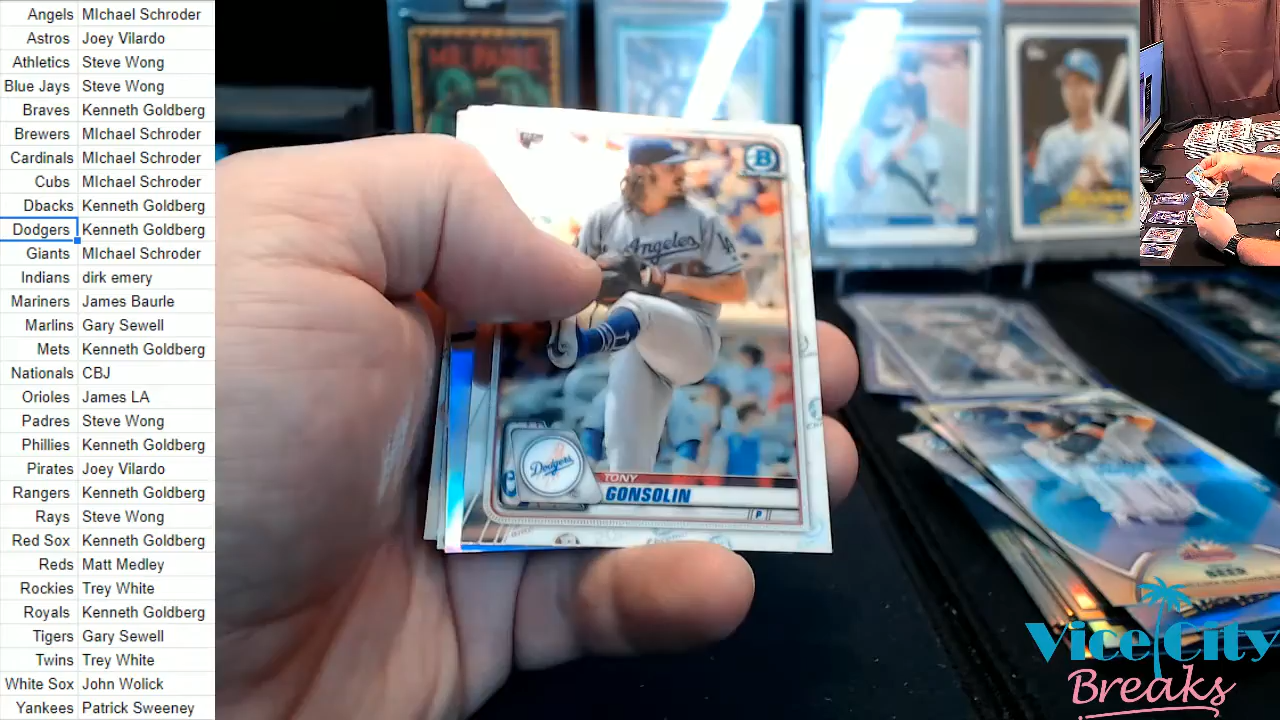 Angels MIchael Schroder
Astros Joey Vilardo
Athletics Steve Wong
Blue Jays Steve Wong
Braves Kenneth Goldberg
Brewers MIchael Schroder
Cardinals MIchael Schroder
Cubs MIchael Schroder
Dbacks Kenneth Goldberg
Dodgers Kenneth Goldberg
Giants MIchael Schroder
Indians dirk emery
Mariners James Baurle
Marlins Gary Sewell
Mets Kenneth Goldberg
Nationals CBJ
Orioles James LA
Padres Steve Wong
Phillies Kenneth Goldberg
Pirates Joey Vilardo
Rangers Kenneth Goldberg
Rays Steve Wong
Red Sox Kenneth Goldberg
Reds Matt Medley
Rockies Trey White
Royals Kenneth Goldberg
Tigers Gary Sewell
Twins Trey White
White Sox John Wolick
Yankees Patrick Sweeney
B
Angeles
LA
Dodgers
TONY
GONSOLIN
P
BEER
Vice City
Breaks